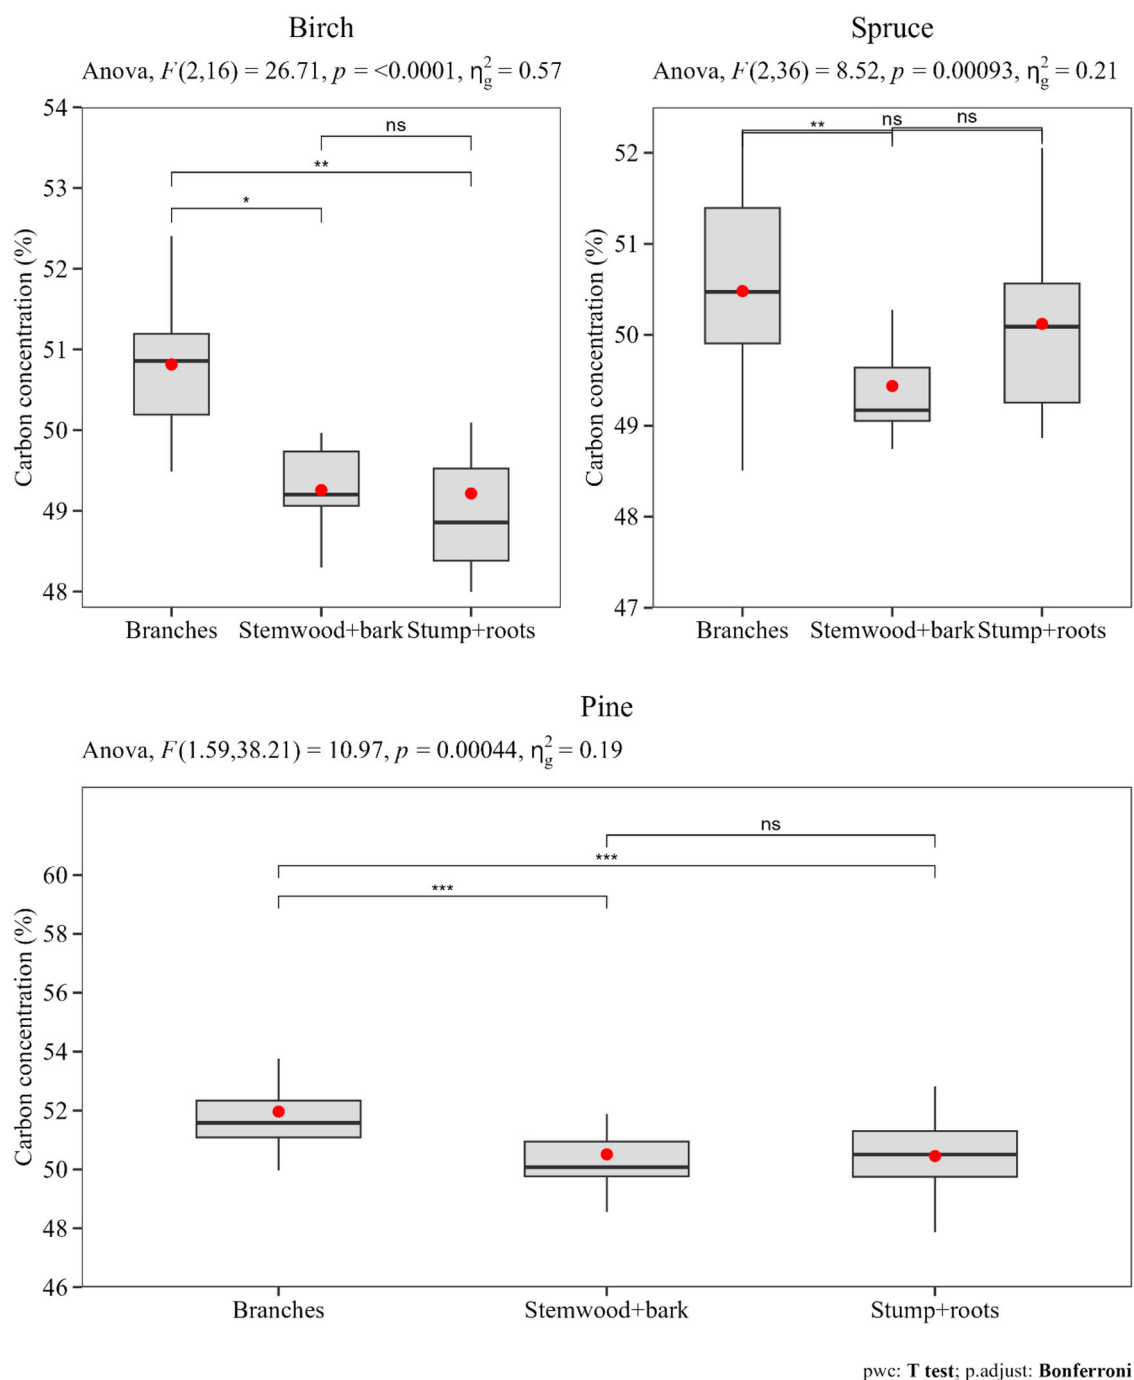 Birch
Anova, F(2,16) = 26.71, p = <0.0001, η²g = 0.57
Carbon concentration (%)
54
53
52
51
50
49
48
ns
**
*
Branches Stemwood+bark Stump+roots
Spruce
Anova, F(2,36) = 8.52, p = 0.00093, η²g = 0.21
Carbon concentration (%)
52
51
50
49
48
47
** ns ns
Branches Stemwood+bark Stump+roots
Pine
Anova, F(1.59,38.21) = 10.97, p = 0.00044, η²g = 0.19
Carbon concentration (%)
60
58
56
54
52
50
48
46
ns
***
***
Branches Stemwood+bark Stump+roots
pwc: T test; p.adjust: Bonferroni